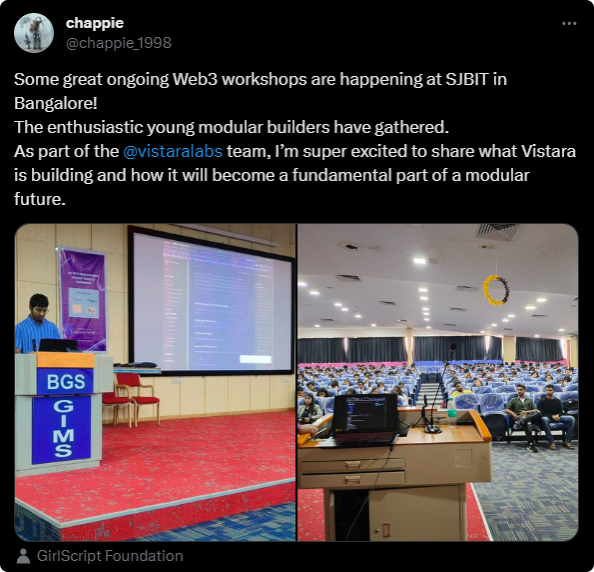 chappie
@chappie_1998
Some great ongoing Web3 workshops are happening at SJBIT in
Bangalore!
The enthusiastic young modular builders have gathered.
As part of the @vistaralabs team, I'm super excited to share what Vistara
is building and how it will become a fundamental part of a modular
future.
BGS
GIMS
GirlScript Foundation